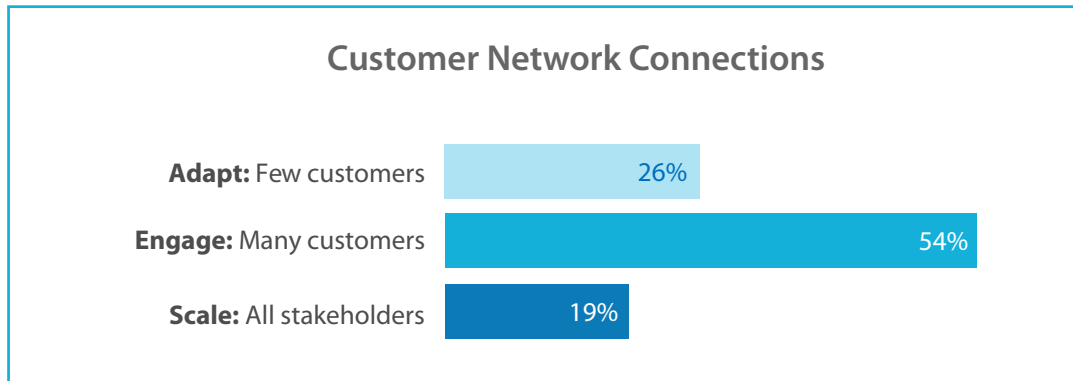 Customer Network Connections
Adapt: Few customers 26%
Engage: Many customers 54%
Scale: All stakeholders 19%